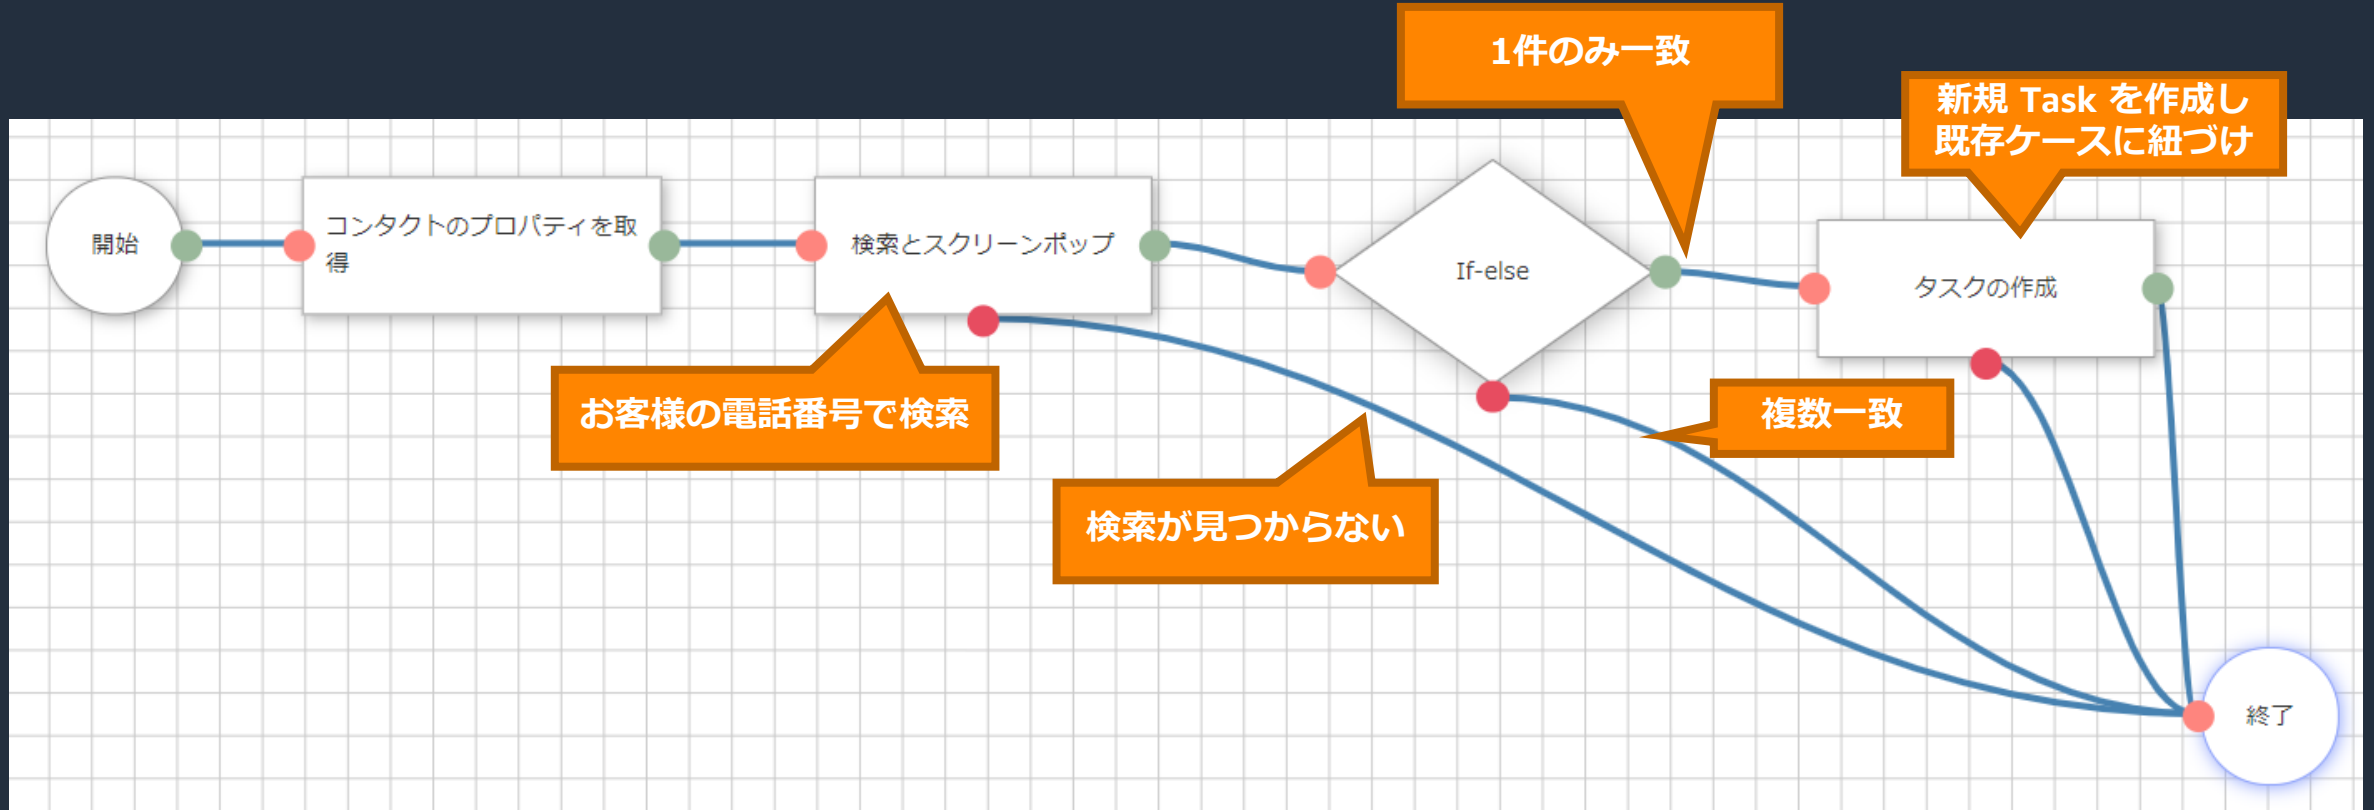 1件のみ一致
新規 Task を作成し
既存ケースに紐づけ
開始
コンタクトのプロパティを取
得
検索とスクリーンポップ
If-else
タスクの作成
お客様の電話番号で検索
複数一致
検索が見つからない
終了